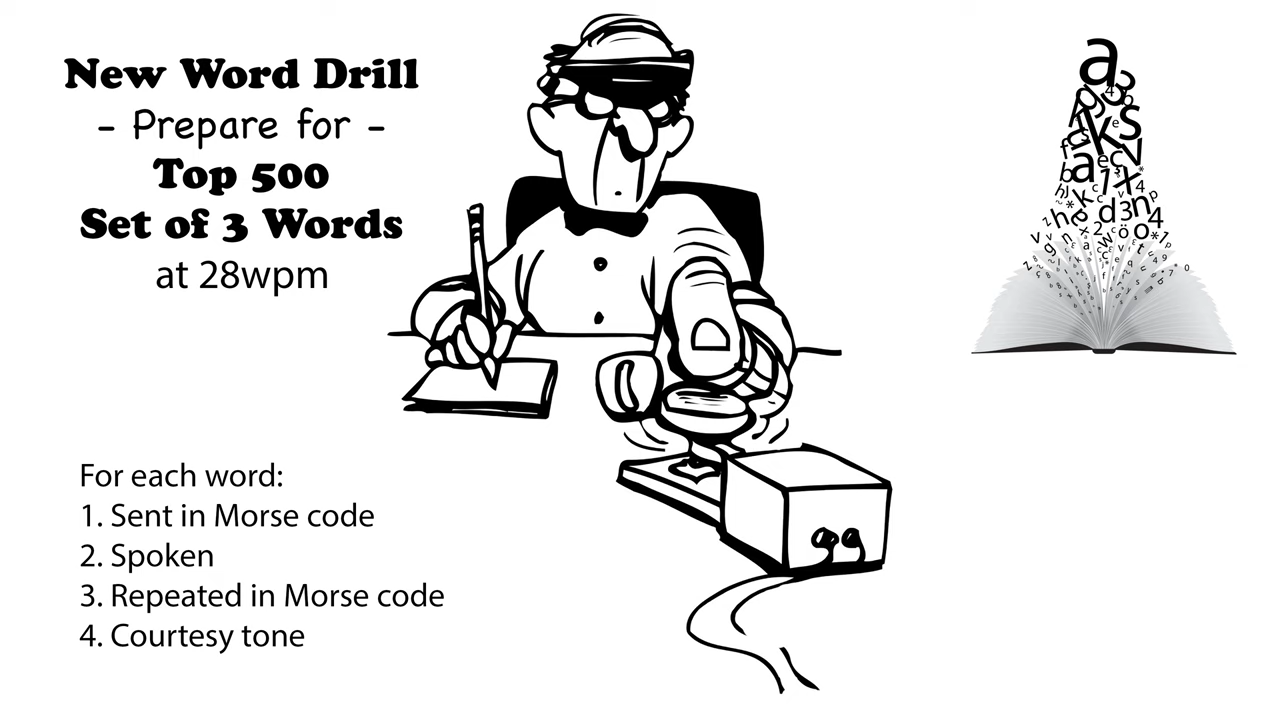 New Word Drill
- Prepare for -
Top 500
Set of 3 Words
at 28wpm
For each word:
1. Sent in Morse code
2. Spoken
3. Repeated in Morse code
4. Courtesy tone